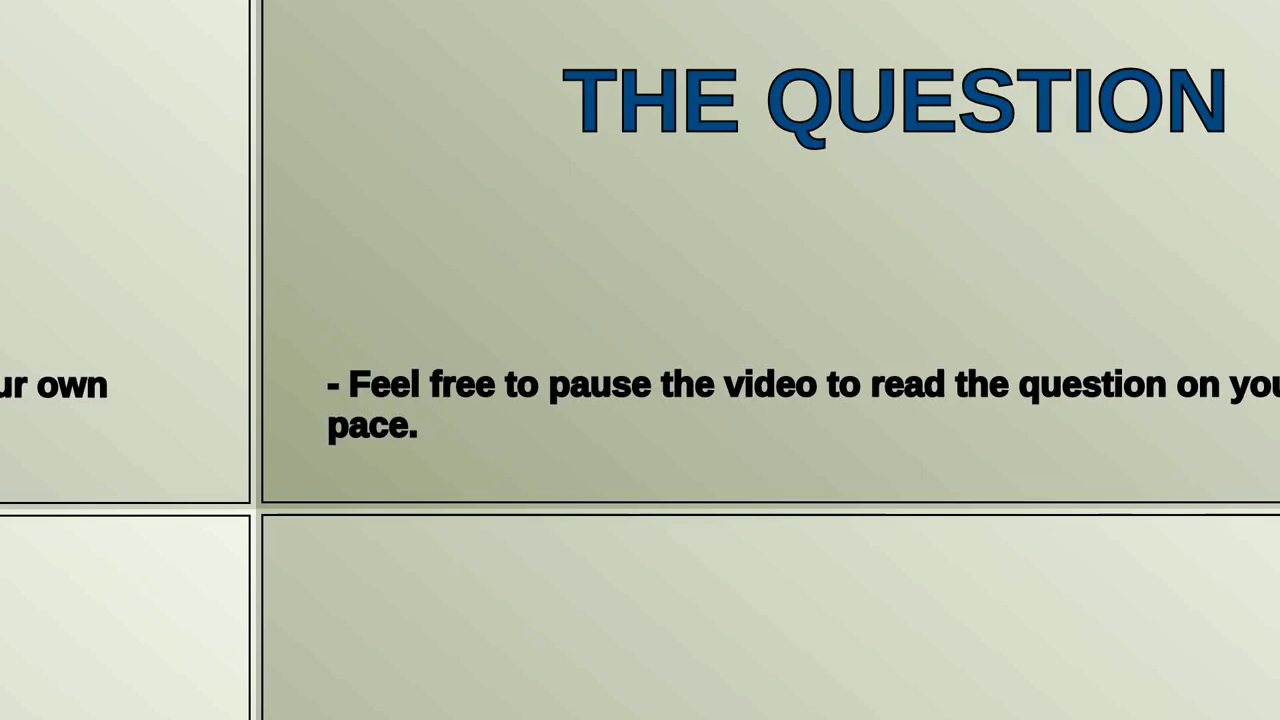 THE QUESTION
ur own
- Feel free to pause the video to read the question on you
pace.